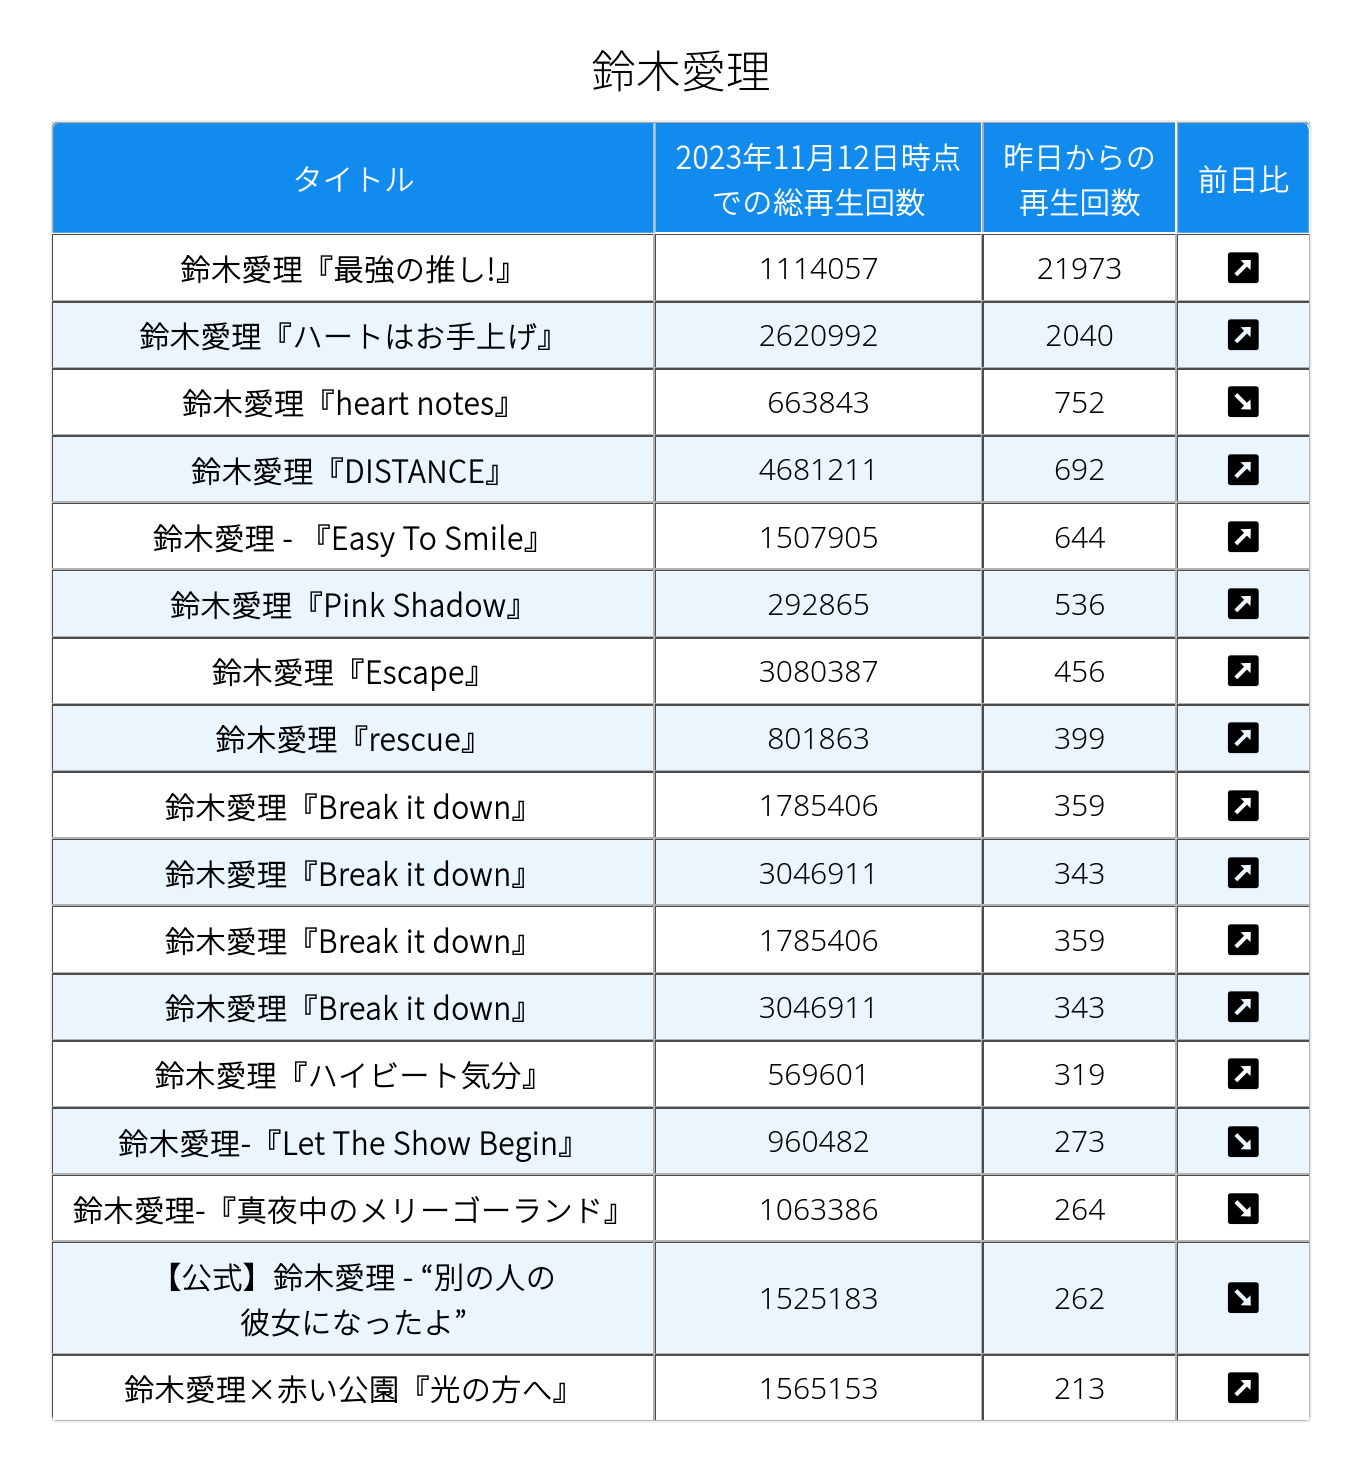 鈴木愛理
タイトル
2023年11月12日時点
での総再生回数
昨日からの
再生回数
前日比
鈴木愛理『最強の推し!』 1114057 21973
鈴木愛理『ハートはお手上げ』 2620992 2040
鈴木愛理『heart notes』 663843 752
鈴木愛理『DISTANCE』 4681211 692
鈴木愛理 - 『Easy To Smile』 1507905 644
鈴木愛理『Pink Shadow』 292865 536
鈴木愛理『Escape』 3080387 456
鈴木愛理『rescue』 801863 399
鈴木愛理『Break it down』 1785406 359
鈴木愛理『Break it down』 3046911 343
鈴木愛理『Break it down』 1785406 359
鈴木愛理『Break it down』 3046911 343
鈴木愛理『ハイビート気分』 569601 319
鈴木愛理-『Let The Show Begin』 960482 273
鈴木愛理-『真夜中のメリーゴーランド』 1063386 264
【公式】鈴木愛理 - “別の人の
彼女になったよ” 1525183 262
鈴木愛理×赤い公園『光の方へ』 1565153 213